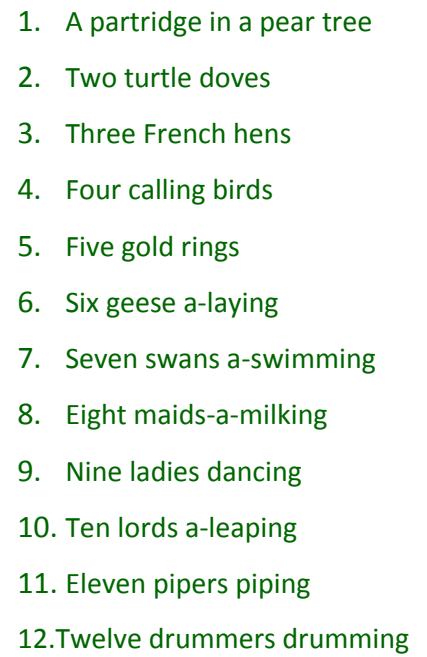 1. A partridge in a pear tree
2. Two turtle doves
3. Three French hens
4. Four calling birds
5. Five gold rings
6. Six geese a-laying
7. Seven swans a-swimming
8. Eight maids-a-milking
9. Nine ladies dancing
10. Ten lords a-leaping
11. Eleven pipers piping
12.Twelve drummers drumming